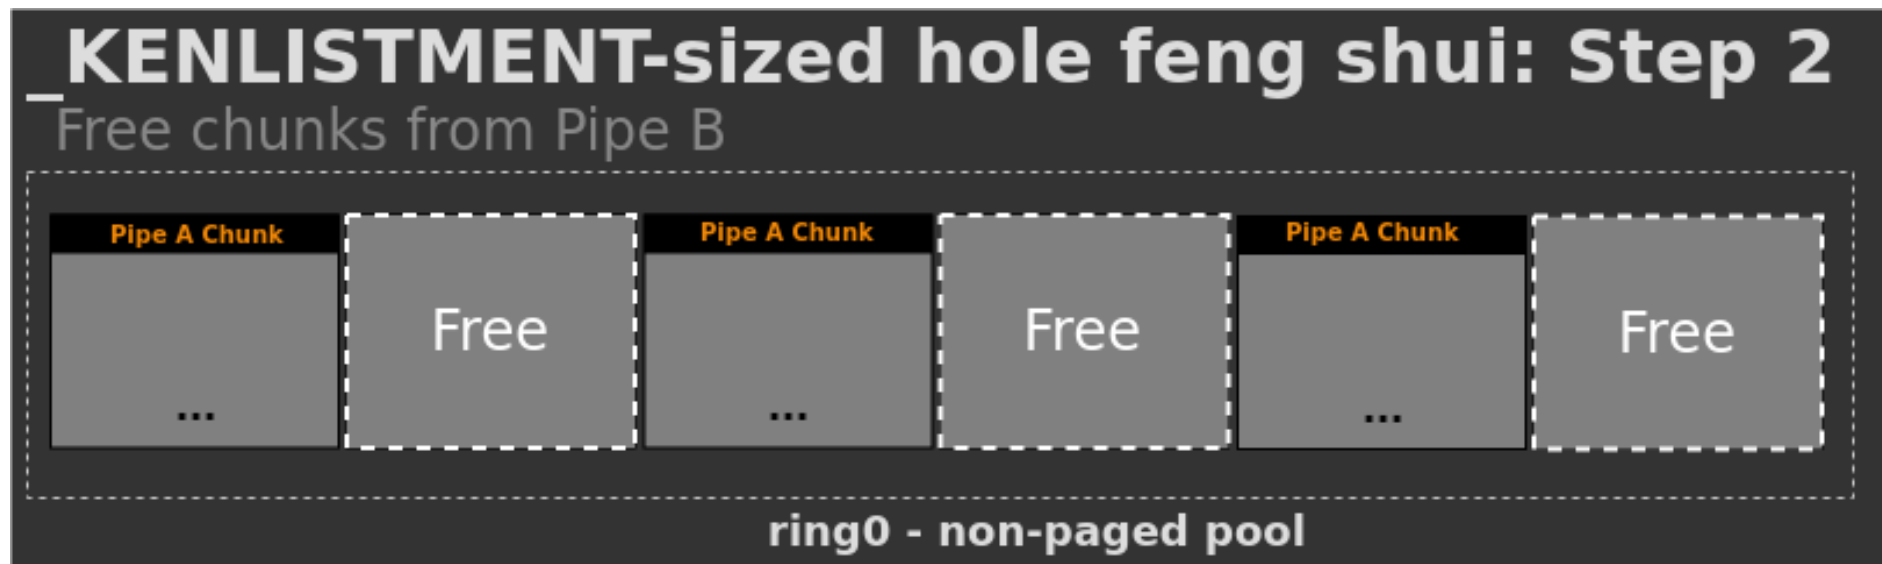 _KENLISTMENT-sized hole feng shui: Step 2
Free chunks from Pipe B
Pipe A Chunk
...
Free
Pipe A Chunk
...
Free
Pipe A Chunk
...
Free
ring0 - non-paged pool